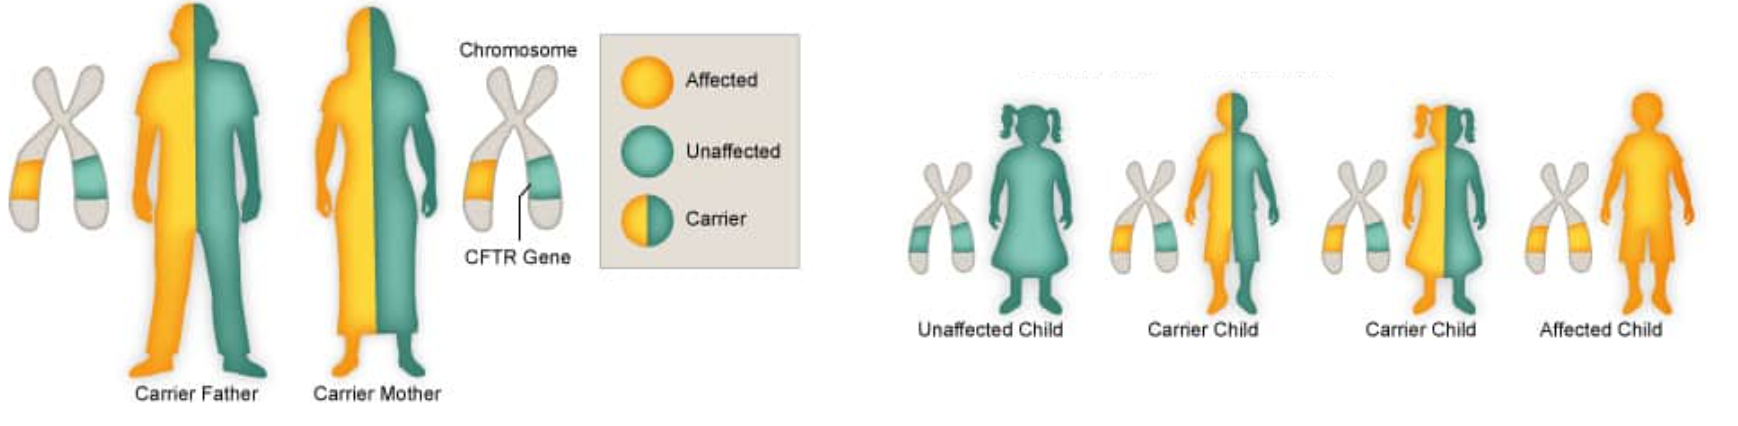 Chromosome
Affected
Unaffected
Carrier
CFTR Gene
Carrier Father
Carrier Mother
Unaffected Child
Carrier Child
Carrier Child
Affected Child